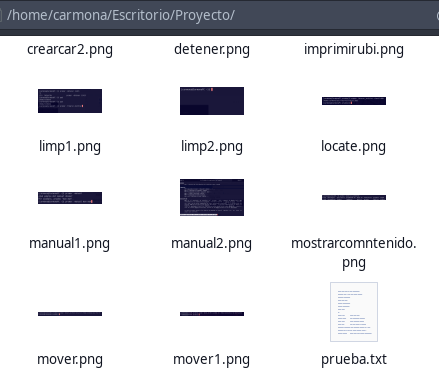 /home/carmona/Escritorio/Proyecto/
crearcar2.png detener.png imprimirubi.png
limp1.png limp2.png locate.png
manual1.png manual2.png mostrarcomntenido.
png
mover.png mover1.png prueba.txt